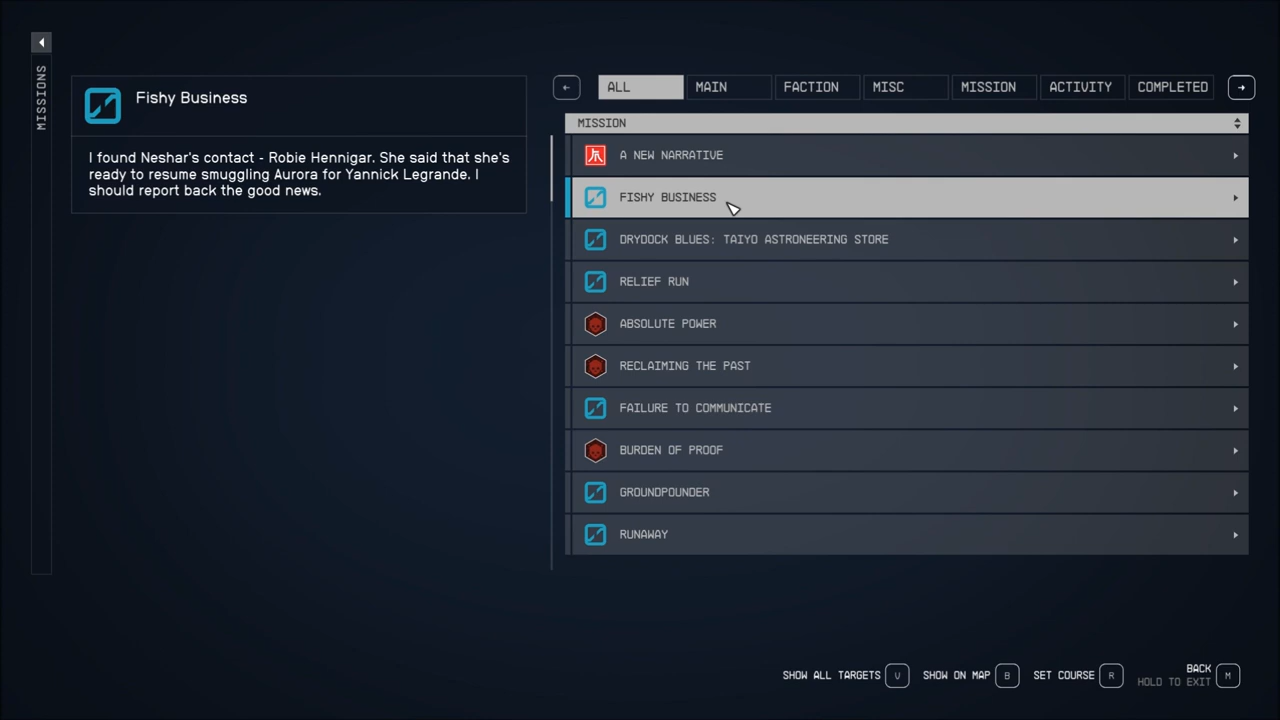 MISSIONS
Fishy Business
I found Neshar's contact - Robie Hennigar. She said that she's
ready to resume smuggling Aurora for Yannick Legrande. I
should report back the good news.
ALL MAIN FACTION MISC MISSION ACTIVITY COMPLETED
MISSION
A NEW NARRATIVE
FISHY BUSINESS
DRYDOCK BLUES: TAIYO ASTRONEERING STORE
RELIEF RUN
ABSOLUTE POWER
RECLAIMING THE PAST
FAILURE TO COMMUNICATE
BURDEN OF PROOF
GROUNDPOUNDER
RUNAWAY
SHOW ALL TARGETS V SHOW ON MAP B SET COURSE R BACK M
HOLD TO EXIT